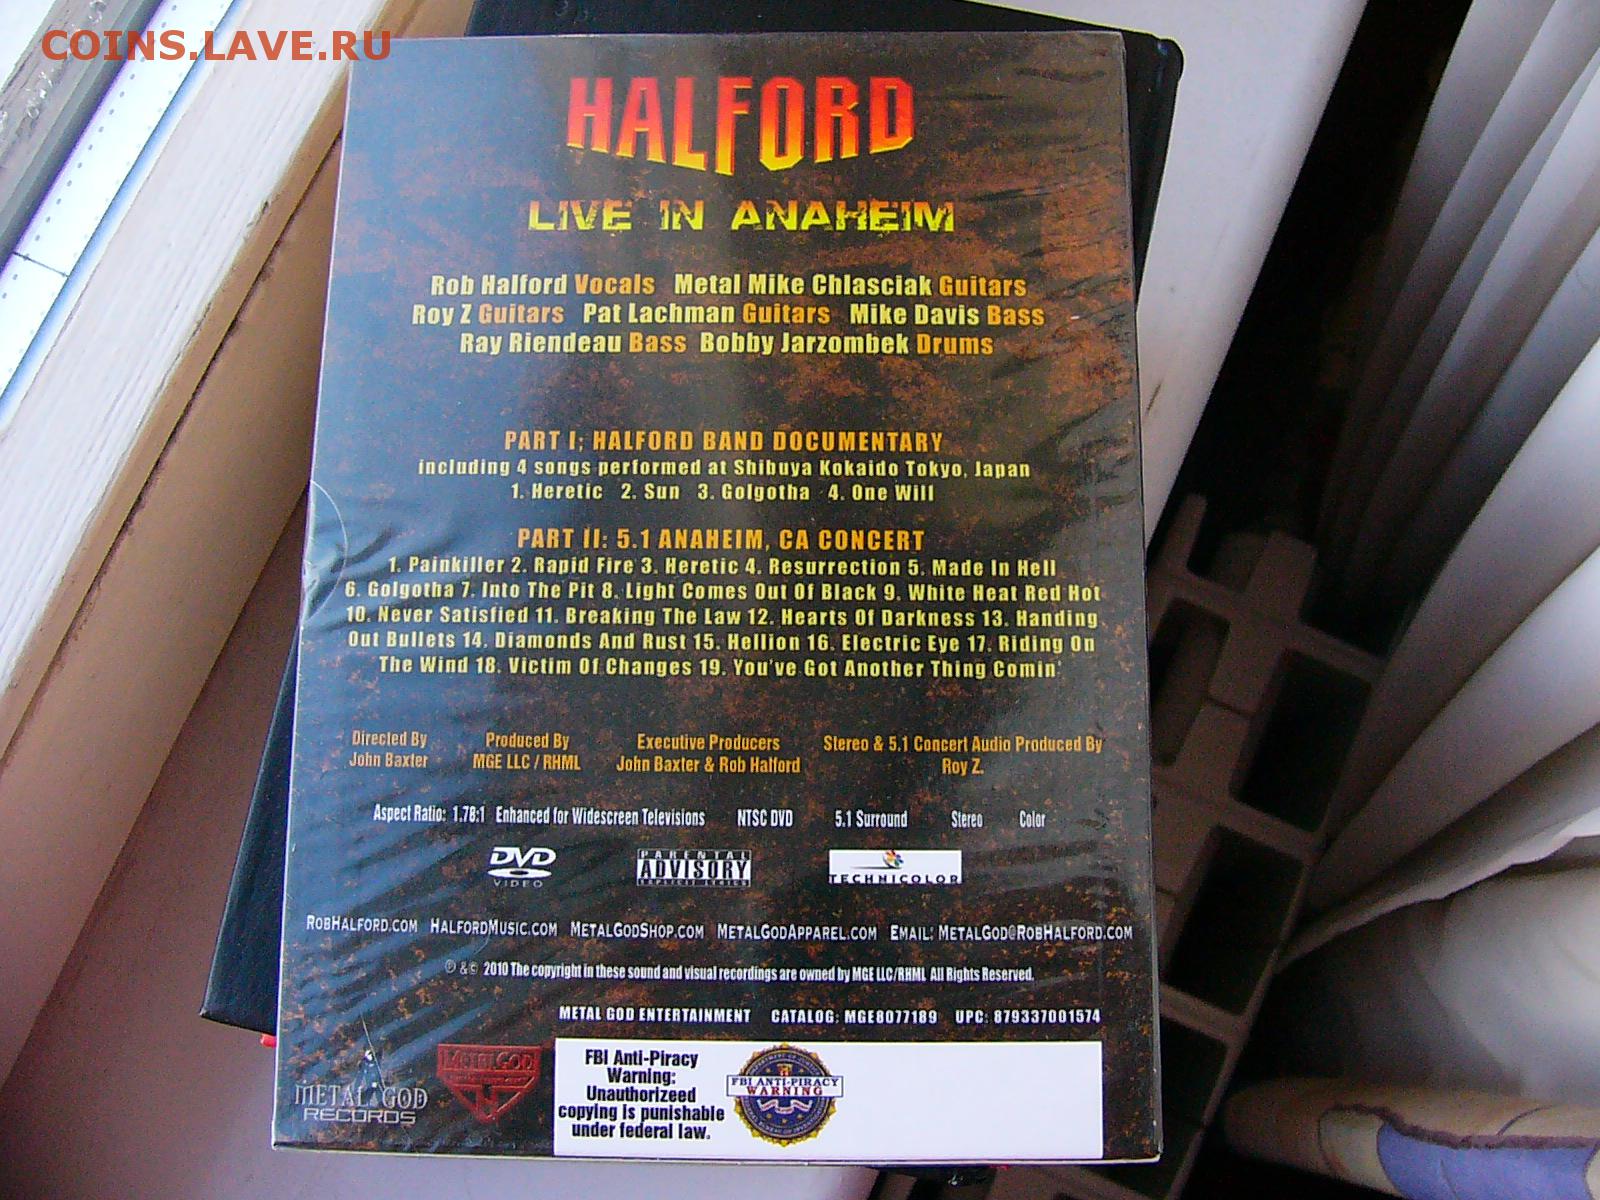 COINS.LAVE.RU
HALFORD
LIVE IN ANAHEIM
Rob Halford Vocals Metal Mike Chlasciak Guitars
Roy Z Guitars Pat Lachman Guitars Mike Davis Bass
Ray Riendeau Bass Bobby Jarzombek Drums
PART I; HALFORD BAND DOCUMENTARY
including 4 songs performed at Shibuya Kokaido Tokyo, Japan
1. Heretic 2. Sun 3. Golgotha 4. One Will
PART II: 5.1 ANAHEIM, CA CONCERT
1. Painkiller 2. Rapid Fire 3. Heretic 4. Resurrection 5. Made In Hell
6. Golgotha 7. Into The Pit 8. Light Comes Out Of Black 9. White Heat Red Hot
10. Never Satisfied 11. Breaking The Law 12. Hearts Of Darkness 13. Handing
Out Bullets 14. Diamonds And Rust 15. Hellion 16. Electric Eye 17. Riding On
The Wind 18. Victim Of Changes 19. You've Got Another Thing Comin'
Directed By
John Baxter
Produced By
MGE LLC / RHML
Executive Producers
John Baxter & Rob Halford
Stereo & 5.1 Concert Audio Produced By
Roy Z.
Aspect Ratio: 1.78:1 Enhanced for Widescreen Televisions NTSC DVD 5.1 Surround Stereo Color
DVD
VIDEO
PARENTAL
ADVISORY
EXPLICIT LYRICS
TECHNICOLOR
ROBHALFORD.COM HALFORDMUSIC.COM METALGODSHOP.COM METALGODAPPAREL.COM EMAIL: METALGOD@ROBHALFORD.COM
℗ & © 2010 The copyright in these sound and visual recordings are owned by MGE LLC/RHML All Rights Reserved.
METAL GOD ENTERTAINMENT CATALOG: MGE8077189 UPC: 879337001574
METAL GOD
RECORDS
METAL GOD
FBI Anti-Piracy
Warning:
Unauthorizeed
copying is punishable
under federal law.
FBI ANTI-PIRACY
WARNING